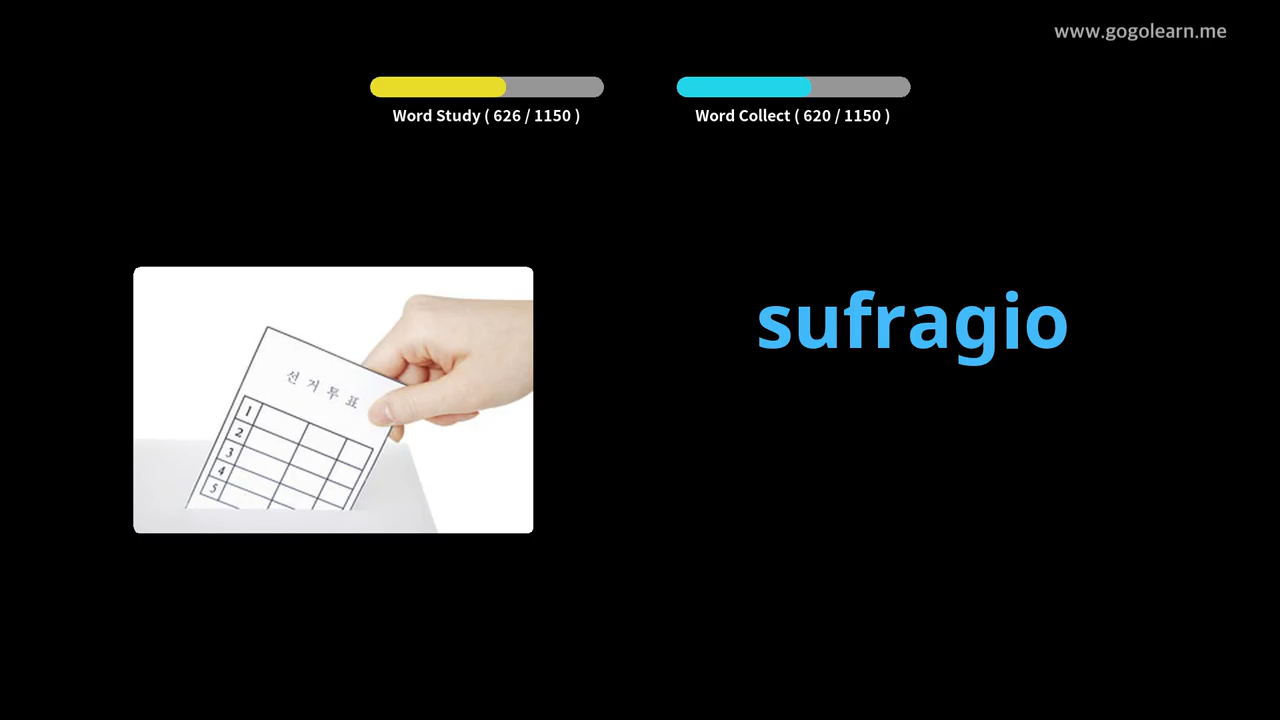 www.gogolearn.me
Word Study ( 626 / 1150 )
Word Collect ( 620 / 1150 )
sufragio
선거투표
1
2
3
4
5